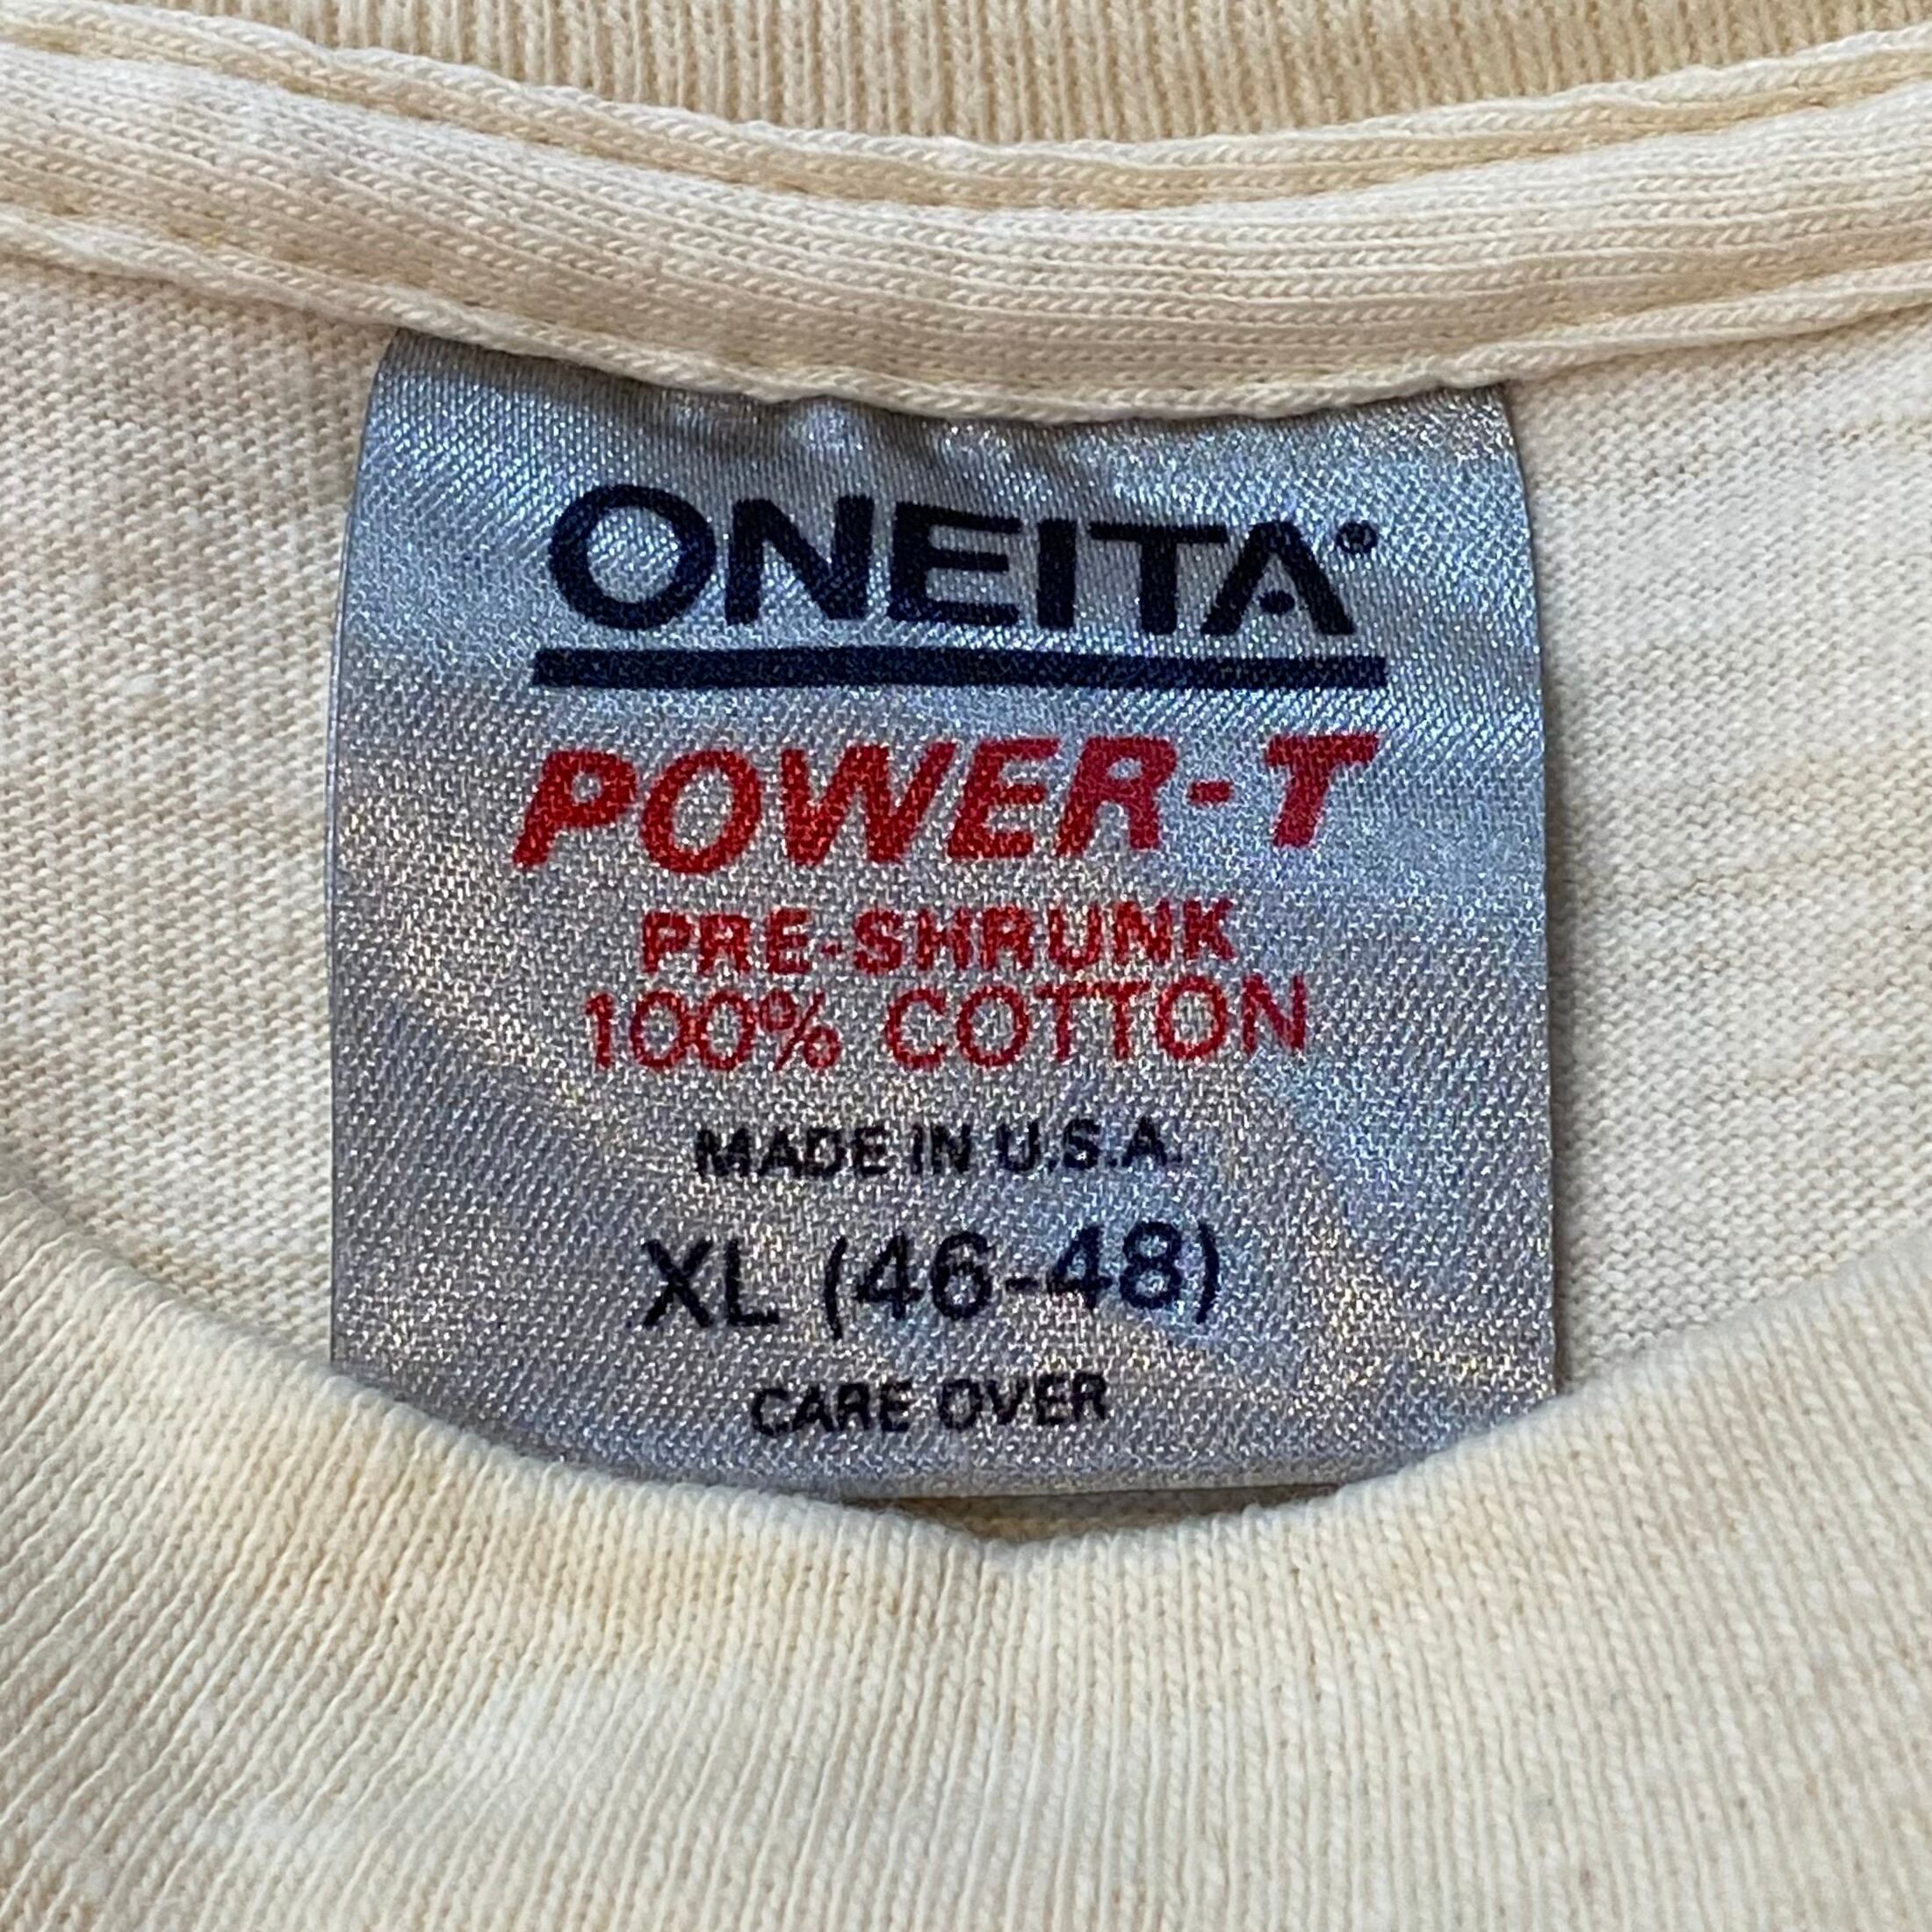 ONEITA®
POWER-T
PRE-SHRUNK
100% COTTON
MADE IN U.S.A.
XL (46-48)
CARE OVER